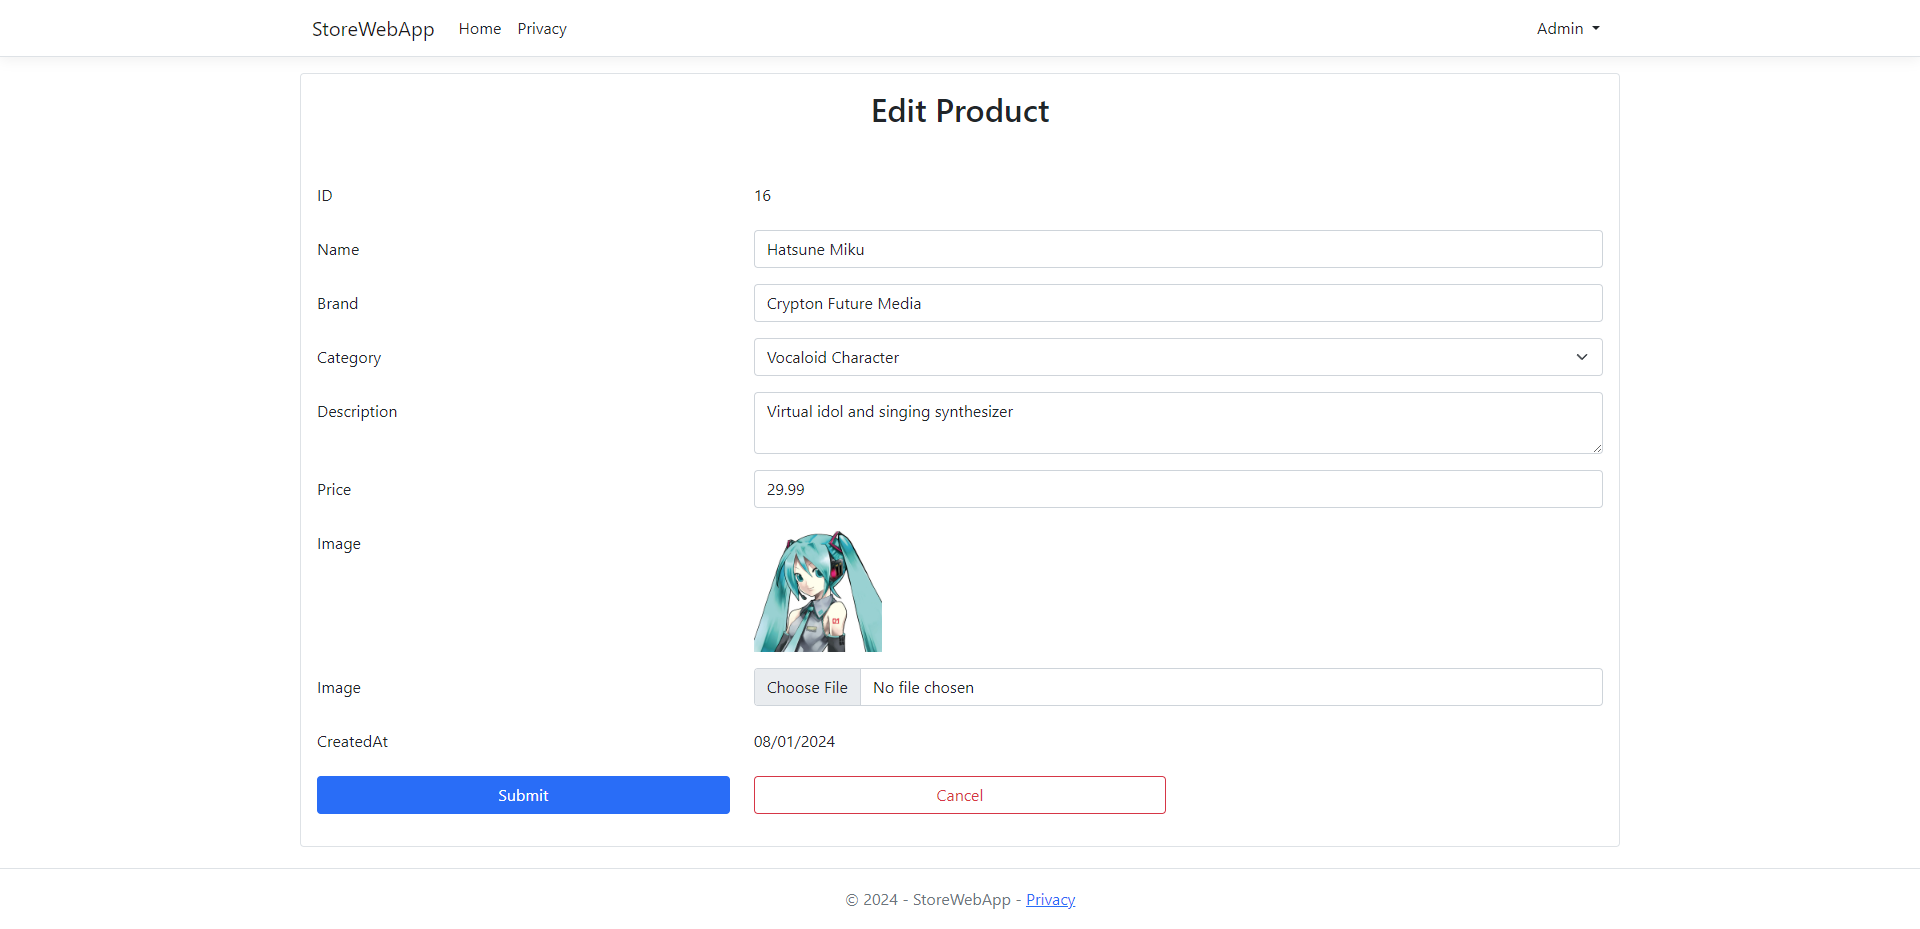 StoreWebApp Home Privacy Admin
Edit Product
ID 16
Name Hatsune Miku
Brand Crypton Future Media
Category Vocaloid Character
Description Virtual idol and singing synthesizer
Price 29.99
Image
01
Image Choose File No file chosen
CreatedAt 08/01/2024
Submit Cancel
© 2024 - StoreWebApp - Privacy